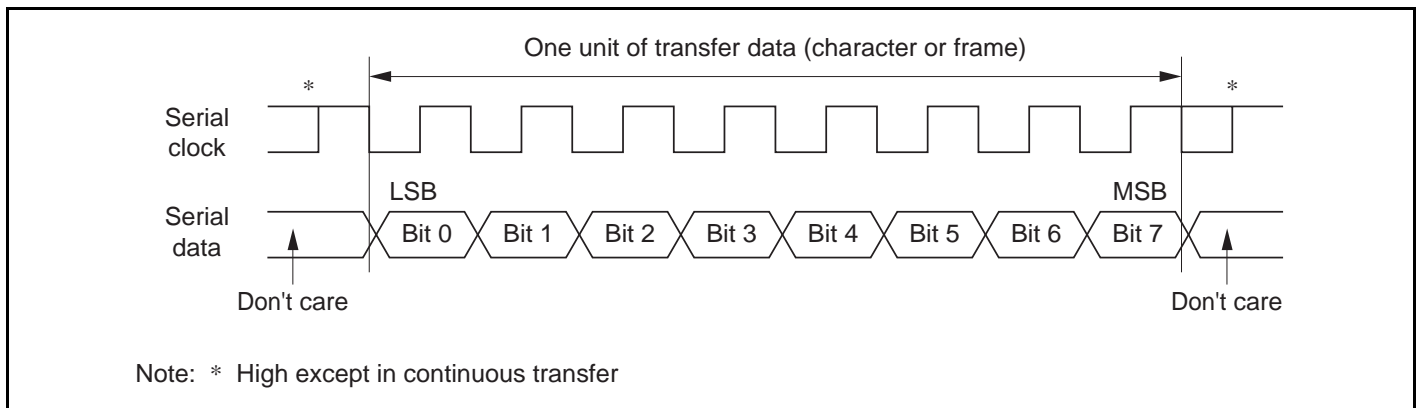 One unit of transfer data (character or frame)
* *
Serial
clock
LSB MSB
Serial
data
Bit 0 Bit 1 Bit 2 Bit 3 Bit 4 Bit 5 Bit 6 Bit 7
Don't care Don't care
Note: * High except in continuous transfer